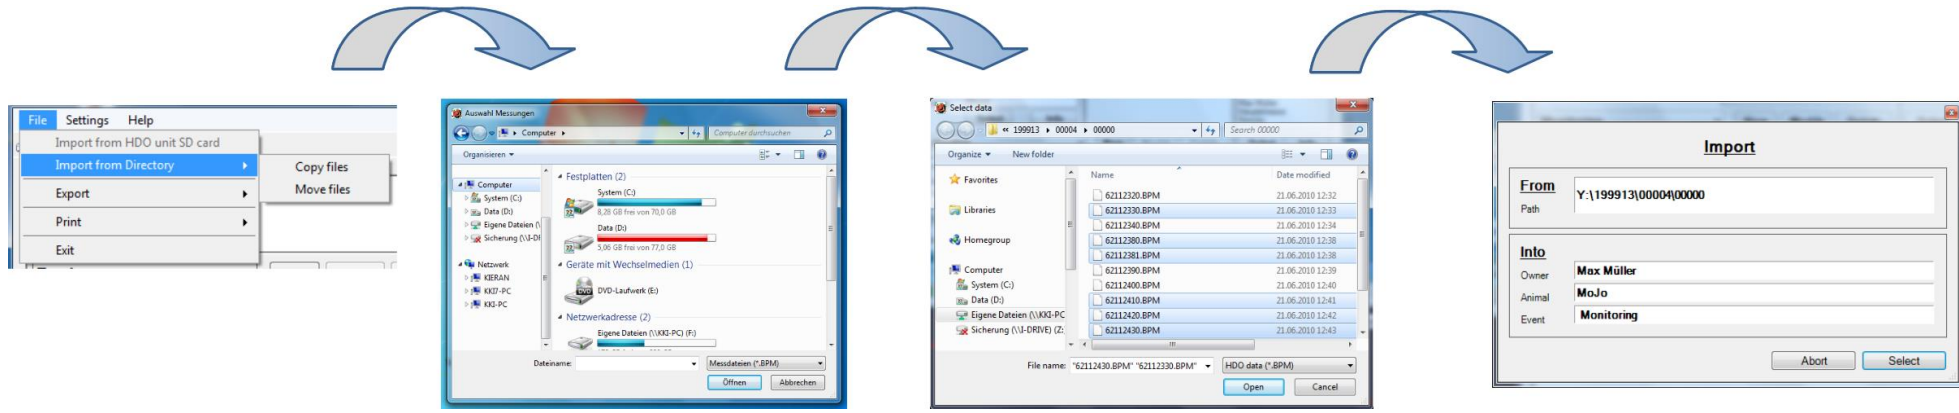 File Settings Help
Import from HDO unit SD card
Import from Directory
Copy files
Move files
Export
Print
Exit
Auswahl Messungen
Computer
Computer durchsuchen
Organisieren
Computer
System (C:)
Data (D:)
Eigene Dateien (\
Sicherung (\\I-DI
Netzwerk
KIERAN
KKI7-PC
KKI-PC
Festplatten (2)
System (C:)
8,28 GB frei von 70,0 GB
Data (D:)
5,06 GB frei von 77,0 GB
Geräte mit Wechselmedien (1)
DVD-Laufwerk (E:)
Netzwerkadresse (2)
Eigene Dateien (\\KKI-PC) (F:)
Dateiname:
Messdateien (*.BPM)
Öffnen Abbrechen
Select data
« 199913 00004 00000
Search 00000
Organize New folder
Favorites
Libraries
Homegroup
Computer
System (C:)
Data (D:)
Eigene Dateien (\\KKI-PC
Sicherung (\\I-DRIVE) (Z:
Name Date modified
62112320.BPM 21.06.2010 12:32
62112330.BPM 21.06.2010 12:33
62112340.BPM 21.06.2010 12:34
62112380.BPM 21.06.2010 12:38
62112381.BPM 21.06.2010 12:38
62112390.BPM 21.06.2010 12:39
62112400.BPM 21.06.2010 12:40
62112410.BPM 21.06.2010 12:41
62112420.BPM 21.06.2010 12:42
62112430.BPM 21.06.2010 12:43
File name: "62112430.BPM" "62112330.BPM"
HDO data (*.BPM)
Open Cancel
Import
From
Path
Y:\199913\00004\00000
Into
Owner Max Müller
Animal MoJo
Event Monitoring
Abort Select